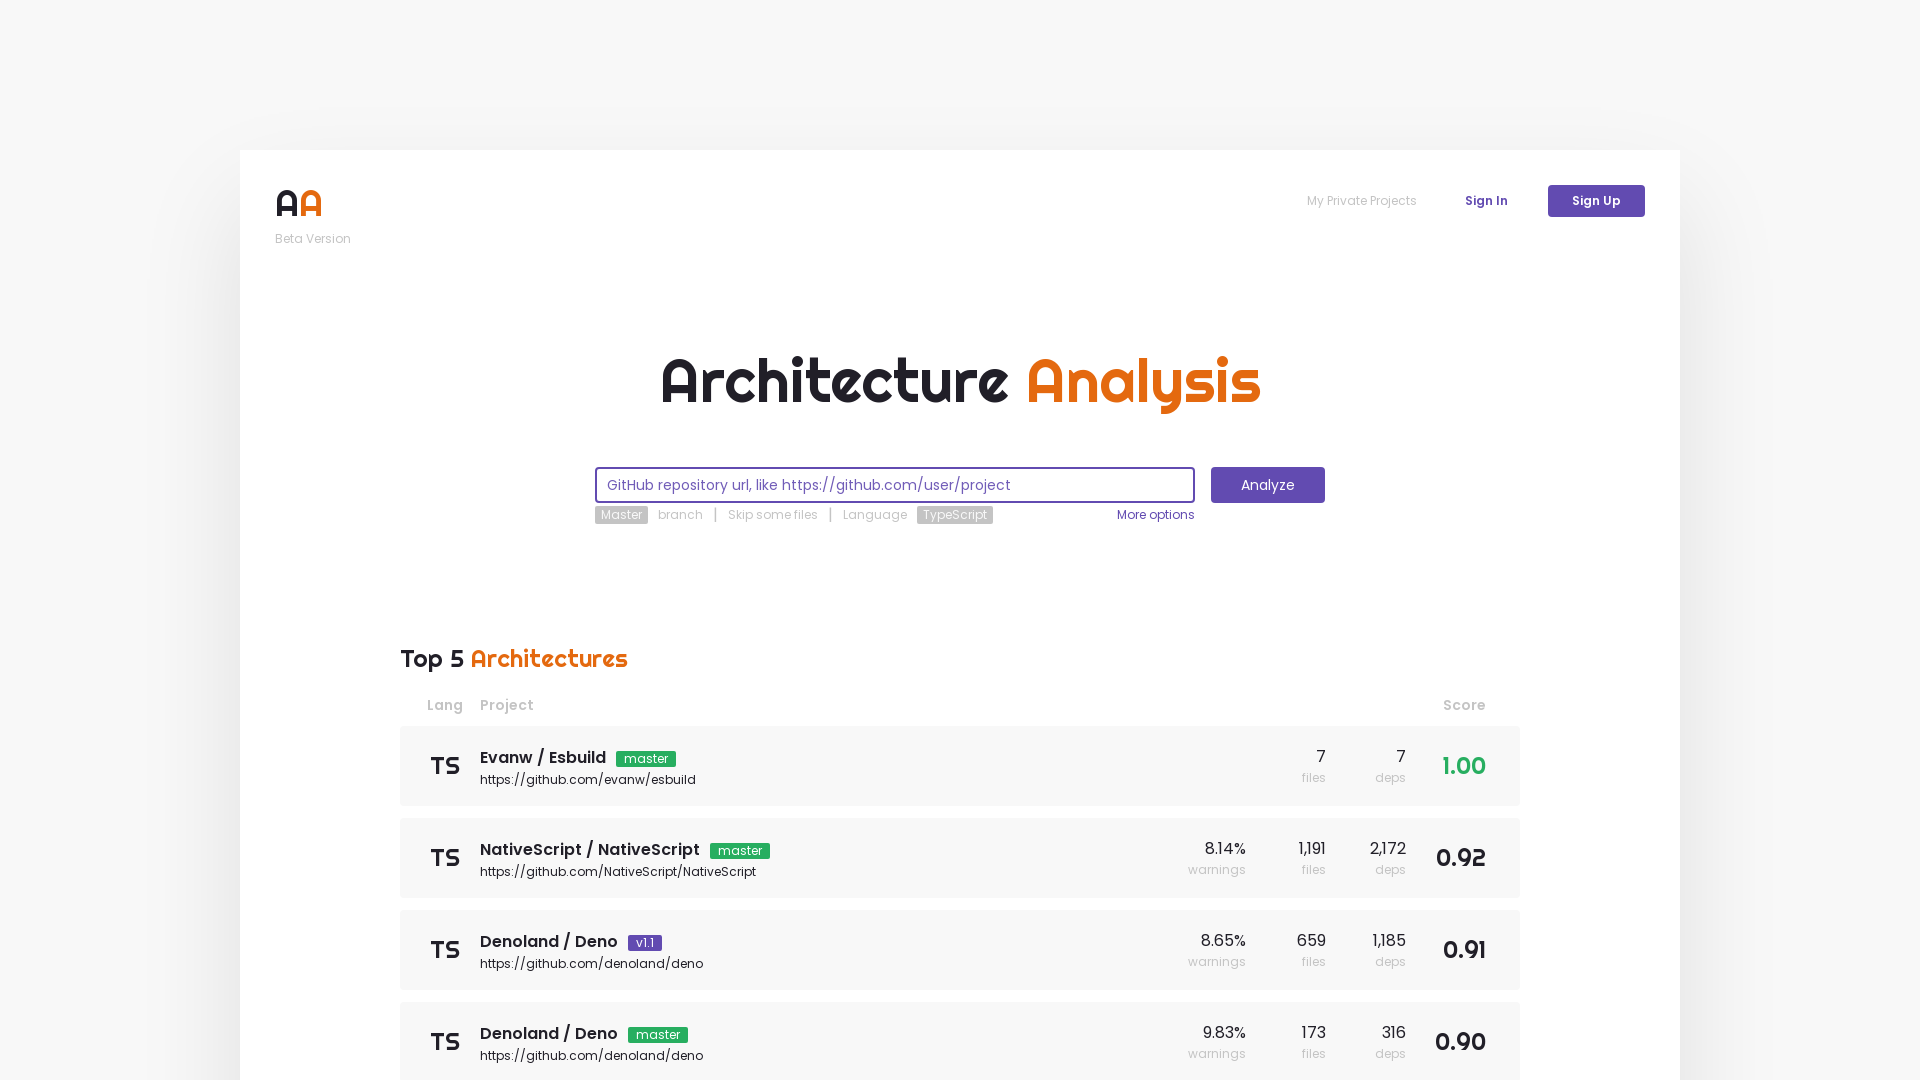 AA
Beta Version
My Private Projects Sign In Sign Up
Architecture Analysis
GitHub repository url, like https://github.com/user/project Analyze
Master branch | Skip some files | Language TypeScript More options
Top 5 Architectures
Lang Project Score
TS Evanw / Esbuild master 7 7 1.00
https://github.com/evanw/esbuild files deps
TS NativeScript / NativeScript master 8.14% 1,191 2,172 0.92
https://github.com/NativeScript/NativeScript warnings files deps
TS Denoland / Deno v1.1 8.65% 659 1,185 0.91
https://github.com/denoland/deno warnings files deps
TS Denoland / Deno master 9.83% 173 316 0.90
https://github.com/denoland/deno warnings files deps